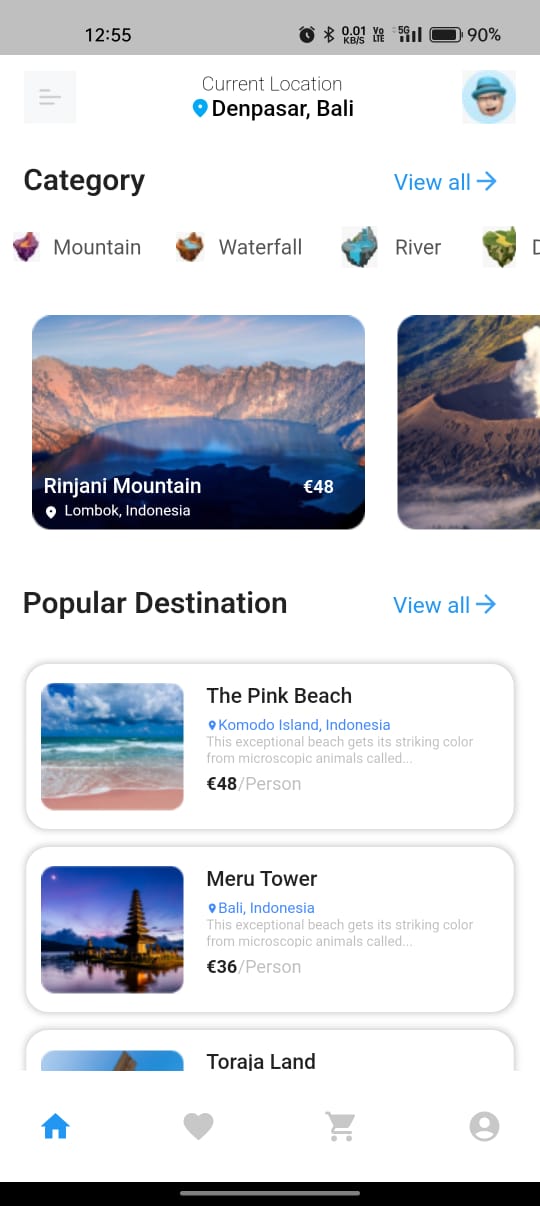 12:55 0.01 KB/S Vo LTE 5G 90%
Current Location
Denpasar, Bali
Category View all
Mountain Waterfall River D
Rinjani Mountain €48
Lombok, Indonesia
Popular Destination View all
The Pink Beach
Komodo Island, Indonesia
This exceptional beach gets its striking color
from microscopic animals called...
€48/Person
Meru Tower
Bali, Indonesia
This exceptional beach gets its striking color
from microscopic animals called...
€36/Person
Toraja Land